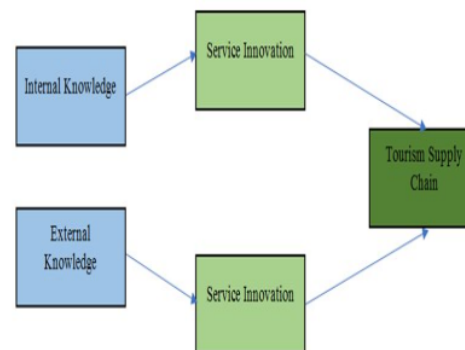 Service Innovation
Internal Knowledge
Tourism Supply
Chain
External
Knowledge
Service Innovation